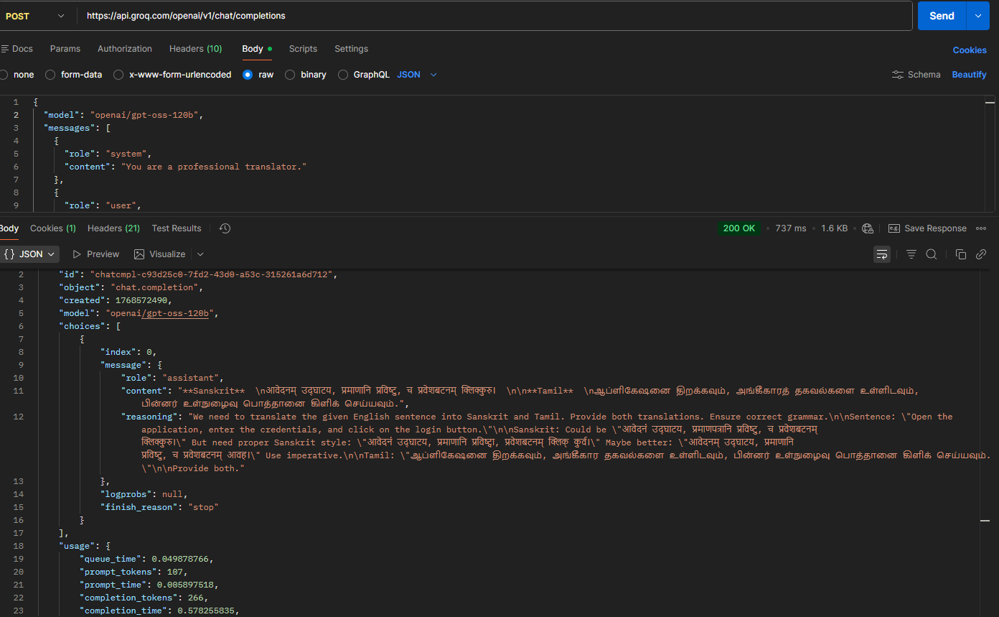 POST https://api.groq.com/openai/v1/chat/completions Send
Docs Params Authorization Headers (10) Body Scripts Settings Cookies
none form-data x-www-form-urlencoded raw binary GraphQL JSON Schema Beautify
1 {
2 "model": "openai/gpt-oss-120b",
3 "messages": [
4 {
5 "role": "system",
6 "content": "You are a professional translator."
7 },
8 {
9 "role": "user",
Body Cookies (1) Headers (21) Test Results 200 OK • 737 ms • 1.6 KB e.g. Save Response
{} JSON Preview Visualize
2 "id": "chatcmpl-c93d25c0-7fd2-43d0-a53c-315261a6d712",
3 "object": "chat.completion",
4 "created": 1768572490,
5 "model": "openai/gpt-oss-120b",
6 "choices": [
7 {
8 "index": 0,
9 "message": {
10 "role": "assistant",
11 "content": "**Sanskrit** \nआवेदनम् उद्घाटय, प्रमाणानि प्रविष्टु, च प्रवेशबटनम् क्लिक्कुरु। \n\n**Tamil** \nஆப்ளிகேஷனை திறக்கவும், அங்கீகாரத் தகவல்களை உள்ளிடவும்,
பின்னர் உள்நுழைவு பொத்தானை கிளிக் செய்யவும்.",
12 "reasoning": "We need to translate the given English sentence into Sanskrit and Tamil. Provide both translations. Ensure correct grammar.\n\nSentence: \"Open the
application, enter the credentials, and click on the login button.\"\n\nSanskrit: Could be \"आवेदनं उद्घाटय, प्रमाणपत्रानि प्रविष्टु, च प्रवेशबटनम्
क्लिक्कुरु।\" But need proper Sanskrit style: \"आवेदनं उद्घाटय, प्रमाणानि प्रविष्ट्वा, प्रवेशबटनम् क्लिक् कुर्व।\" Maybe better: \"आवेदनम् उद्घाटय, प्रमाणानि
प्रविष्टु, च प्रवेशबटनम् आवह।\" Use imperative.\n\nTamil: \"ஆப்ளிகேஷனை திறக்கவும், அங்கீகார தகவல்களை உள்ளிடவும், பின்னர் உள்நுழைவு பொத்தானை கிளிக் செய்யவும்.
\"\n\nProvide both."
13 },
14 "logprobs": null,
15 "finish_reason": "stop"
16 }
17 ],
18 "usage": {
19 "queue_time": 0.049878766,
20 "prompt_tokens": 107,
21 "prompt_time": 0.005897518,
22 "completion_tokens": 266,
23 "completion_time": 0.578255835,